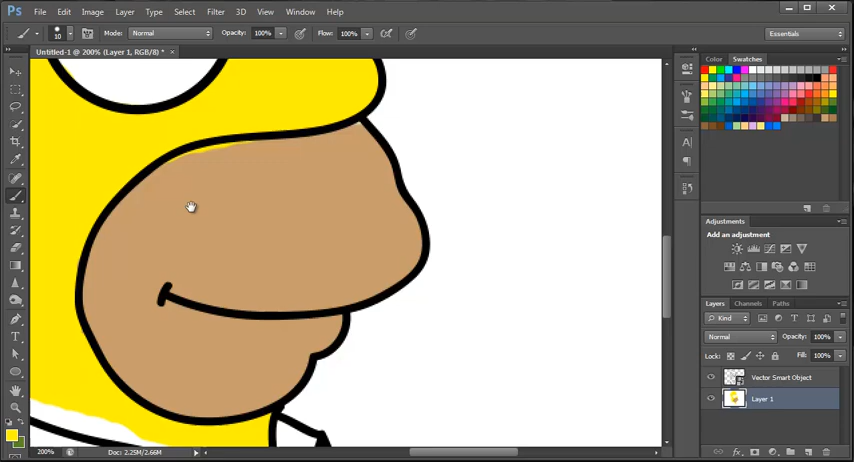 Ps File Edit Image Layer Type Select Filter 3D View Window Help
10 Mode: Normal Opacity: 100% Flow: 100% Essentials
Untitled-1 @ 200% (Layer 1, RGB/8) * ×
Color Swatches
Adjustments
Add an adjustment
Layers Channels Paths
Kind
Normal Opacity: 100%
Lock: Fill: 100%
Vector Smart Object
Layer 1
200% Doc: 2.25M/2.66M
fx